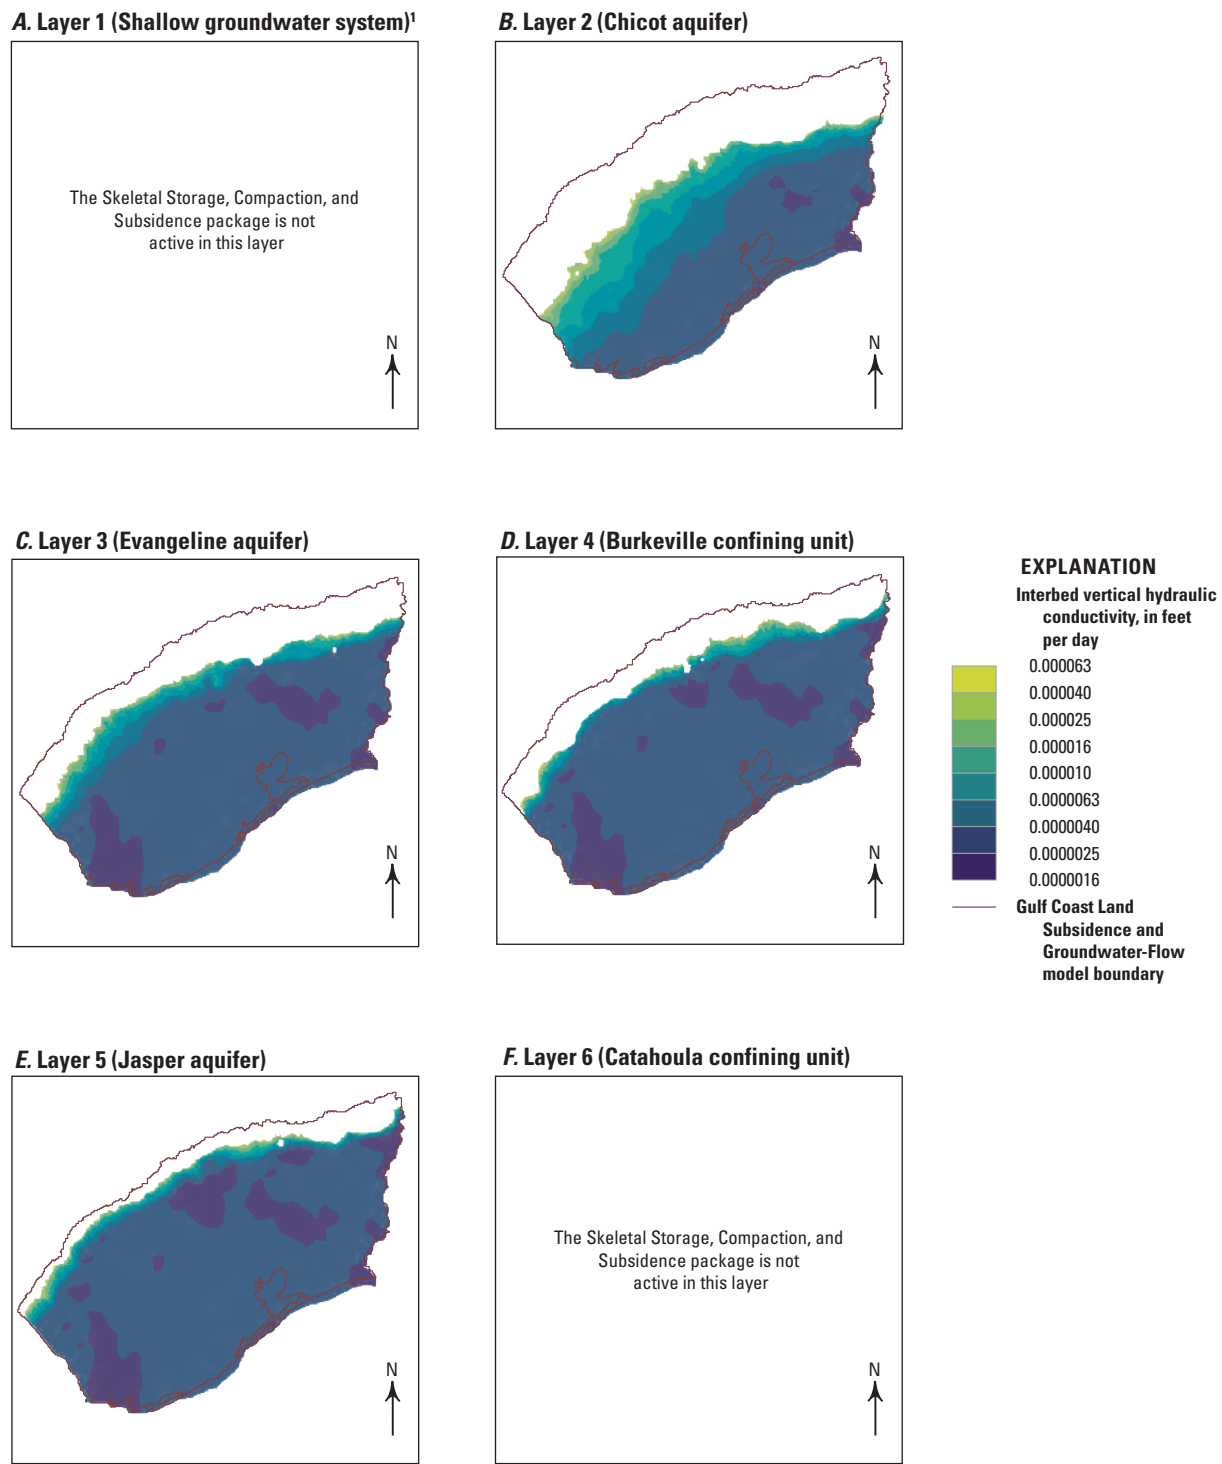 A. Layer 1 (Shallow groundwater system)¹
B. Layer 2 (Chicot aquifer)
The Skeletal Storage, Compaction, and
Subsidence package is not
active in this layer
N
N
C. Layer 3 (Evangeline aquifer)
D. Layer 4 (Burkeville confining unit)
N
N
EXPLANATION
Interbed vertical hydraulic
conductivity, in feet
per day
0.000063
0.000040
0.000025
0.000016
0.000010
0.0000063
0.0000040
0.0000025
0.0000016
Gulf Coast Land
Subsidence and
Groundwater-Flow
model boundary
E. Layer 5 (Jasper aquifer)
F. Layer 6 (Catahoula confining unit)
The Skeletal Storage, Compaction, and
Subsidence package is not
active in this layer
N
N